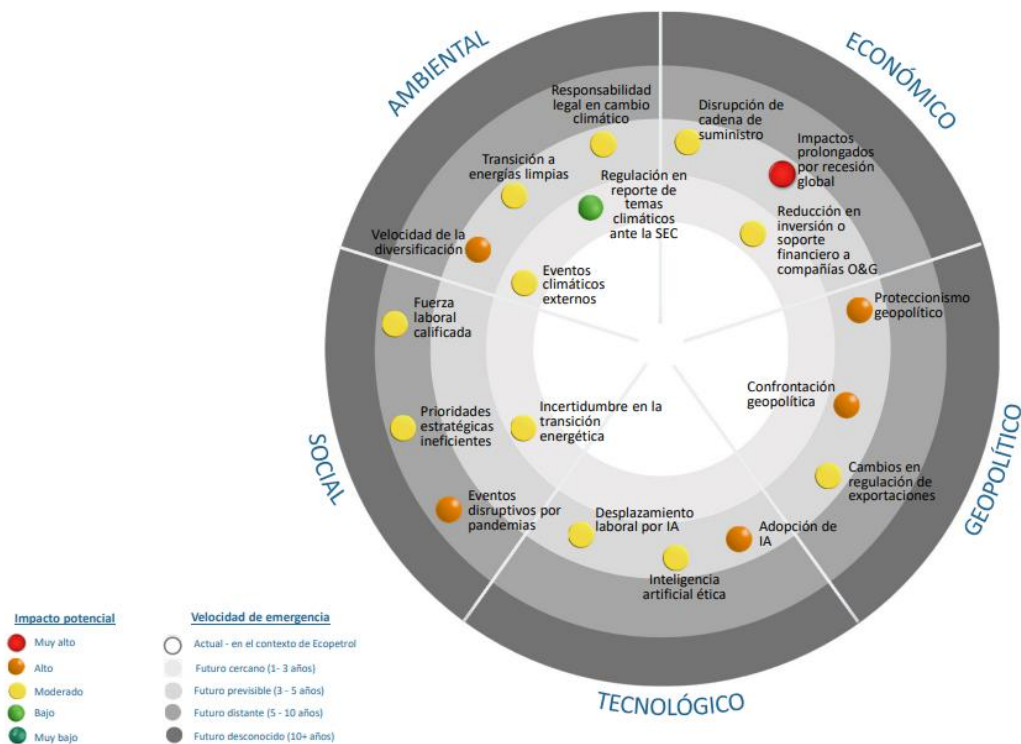 AMBIENTAL
ECONÓMICO
GEOPOLÍTICO
TECNOLÓGICO
SOCIAL
Responsabilidad
legal en cambio
climático
Transición a
energías limpias
Regulación en
reporte de
temas
climáticos
ante la SEC
Velocidad de la
diversificación
Eventos
climáticos
externos
Disrupción de
cadena de
suministro
Impactos
prolongados
por recesión
global
Reducción en
inversión o
soporte
financiero a
compañías O&G
Proteccionismo
geopolítico
Confrontación
geopolítica
Cambios en
regulación de
exportaciones
Adopción de
IA
Inteligencia
artificial ética
Desplazamiento
laboral por IA
Fuerza
laboral
calificada
Prioridades
estratégicas
ineficientes
Incertidumbre en la
transición
energética
Eventos
disruptivos por
pandemias
Impacto potencial
Muy alto
Alto
Moderado
Bajo
Muy bajo
Velocidad de emergencia
Actual - en el contexto de Ecopetrol
Futuro cercano (1- 3 años)
Futuro previsible (3 - 5 años)
Futuro distante (5 - 10 años)
Futuro desconocido (10+ años)